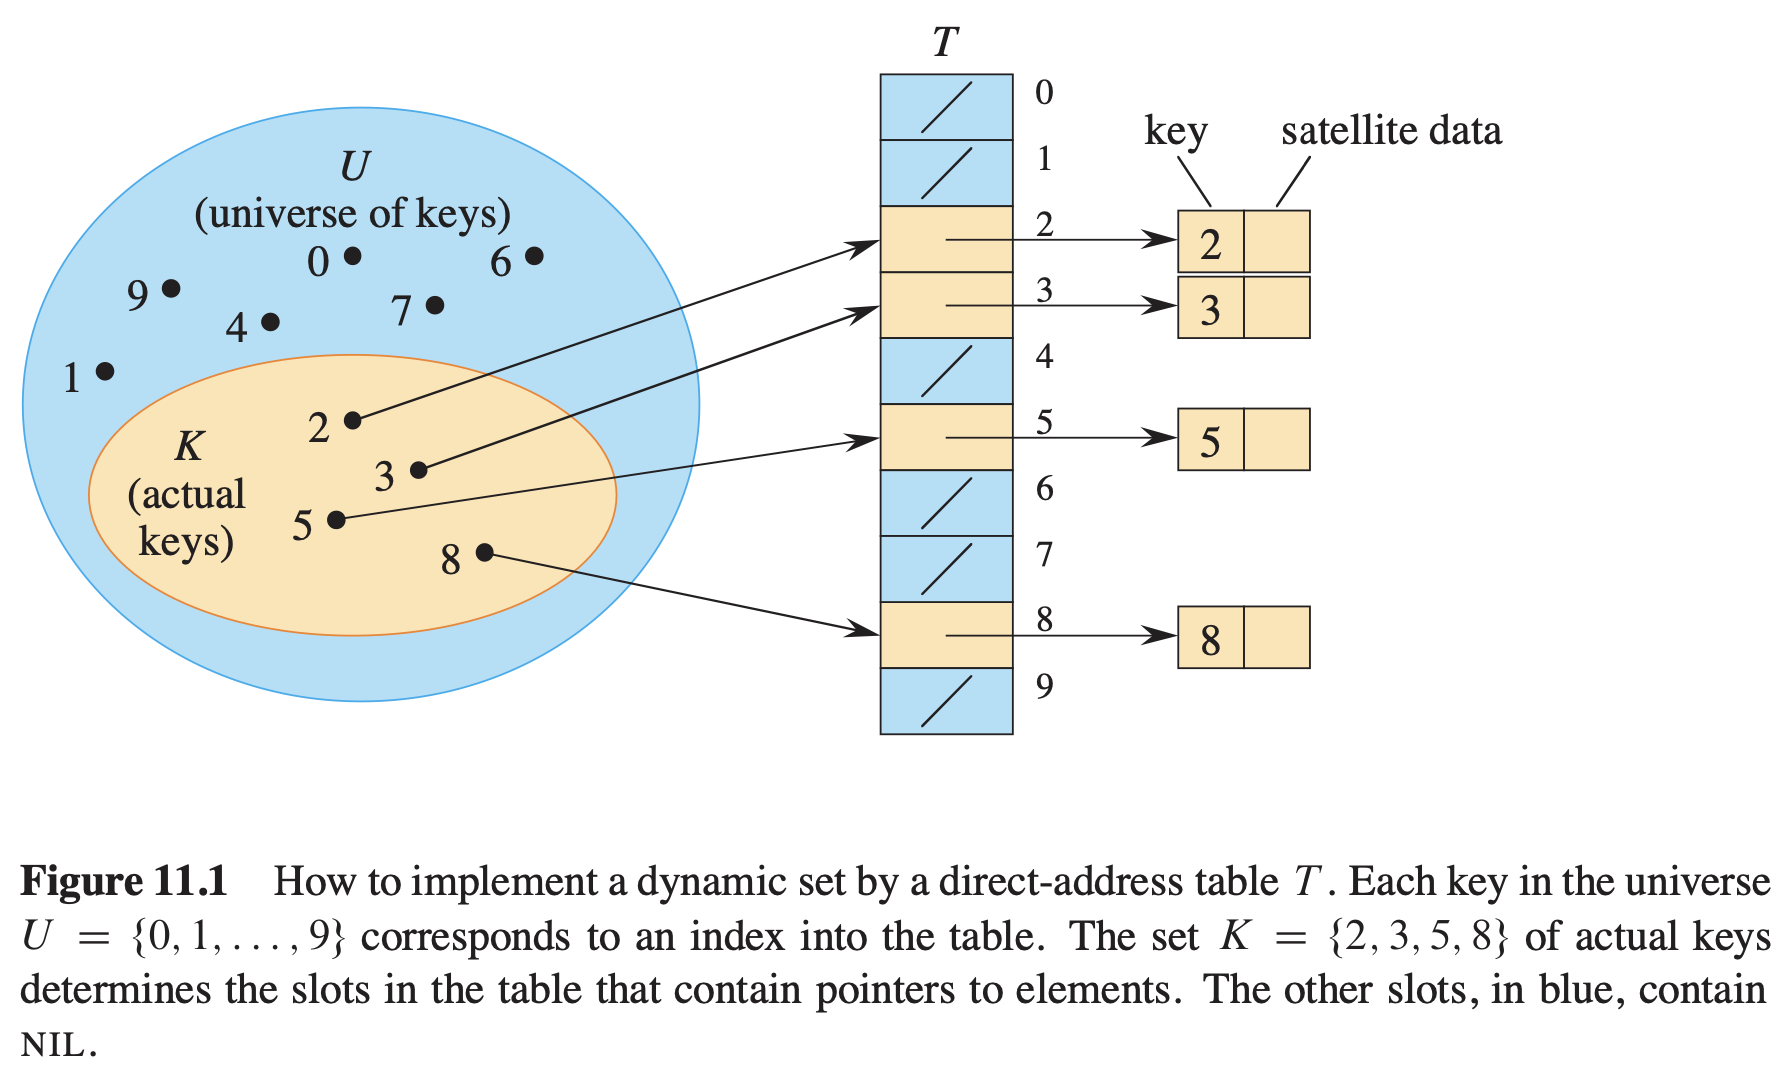 T
U
(universe of keys)
0
6
9
7
4
1
2
K
3
(actual
5
keys)
8
0
1
2
3
4
5
6
7
8
9
key
satellite data
2
3
5
8
Figure 11.1 How to implement a dynamic set by a direct-address table T. Each key in the universe
U = {0, 1, . . . , 9} corresponds to an index into the table. The set K = {2, 3, 5, 8} of actual keys
determines the slots in the table that contain pointers to elements. The other slots, in blue, contain
NIL.